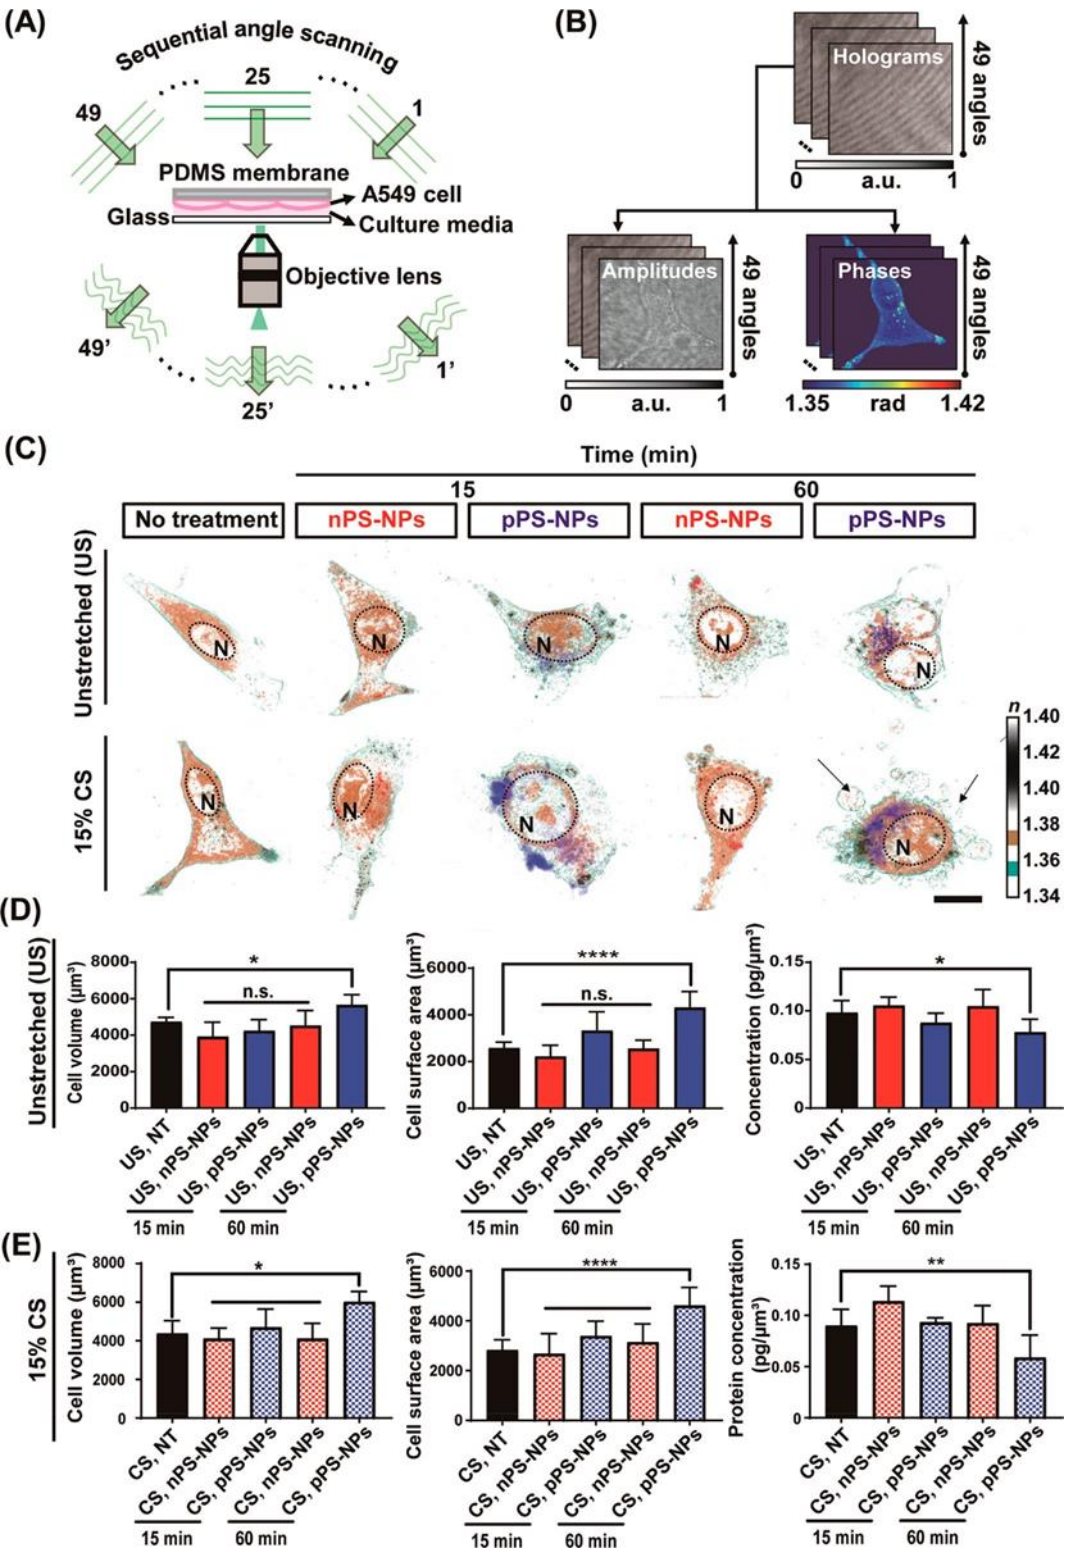 (A)
Sequential angle scanning
49
25
1
PDMS membrane
A549 cell
Glass
Culture media
Objective lens
49'
25'
1'
(B)
Holograms
49 angles
0 a.u. 1
Amplitudes
49 angles
Phases
49 angles
0 a.u. 1
1.35 rad 1.42
(C)
Time (min)
15 60
No treatment nPS-NPs pPS-NPs nPS-NPs pPS-NPs
Unstretched (US)
N N N N N
15% CS
N N N N N
n
1.40
1.42
1.40
1.38
1.36
1.34
(D)
Unstretched (US)
Cell volume (µm³)
8000
6000
4000
2000
0
*
n.s.
US, NT
US, nPS-NPs
US, pPS-NPs
US, nPS-NPs
US, pPS-NPs
15 min 60 min
Cell surface area (µm³)
6000
4000
2000
0
****
n.s.
US, NT
US, nPS-NPs
US, pPS-NPs
US, nPS-NPs
US, pPS-NPs
15 min 60 min
Concentration (pg/µm³)
0.15
0.10
0.05
0
*
US, NT
US, nPS-NPs
US, pPS-NPs
US, nPS-NPs
US, pPS-NPs
15 min 60 min
(E)
15% CS
Cell volume (µm³)
8000
6000
4000
2000
0
*
CS, NT
CS, nPS-NPs
CS, pPS-NPs
CS, nPS-NPs
CS, pPS-NPs
15 min 60 min
Cell surface area (µm³)
6000
4000
2000
0
****
CS, NT
CS, nPS-NPs
CS, pPS-NPs
CS, nPS-NPs
CS, pPS-NPs
15 min 60 min
Protein concentration
(pg/µm³)
0.15
0.10
0.05
0
**
CS, NT
CS, nPS-NPs
CS, pPS-NPs
CS, nPS-NPs
CS, pPS-NPs
15 min 60 min